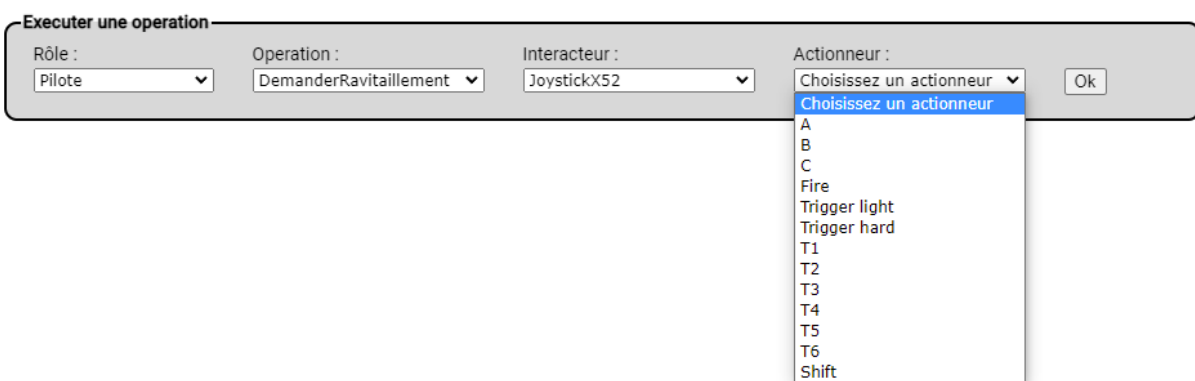 Executer une operation
Rôle : Operation : Interacteur : Actionneur :
Pilote DemanderRavitaillement JoystickX52 Choisissez un actionneur Ok
Choisissez un actionneur
A
B
C
Fire
Trigger light
Trigger hard
T1
T2
T3
T4
T5
T6
Shift